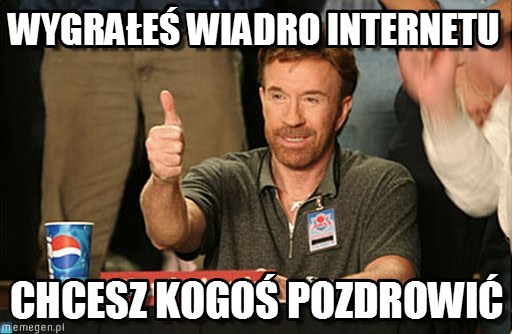 WYGRAŁEŚ WIADRO INTERNETU
CHCESZ KOGOŚ POZDROWIĆ
memegen.pl